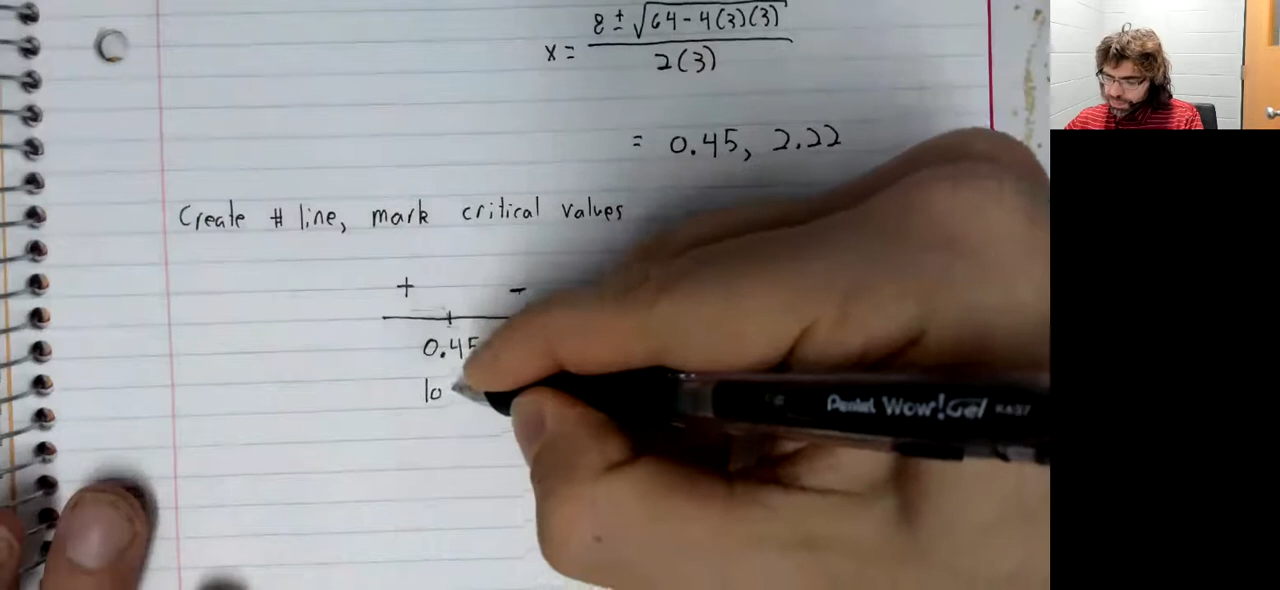 x = 8 ± √64 - 4(3)(3) / 2(3)
= 0.45, 2.22
Create # line, mark critical values
+ -
0.45
lo
Pentel Wow! Gel